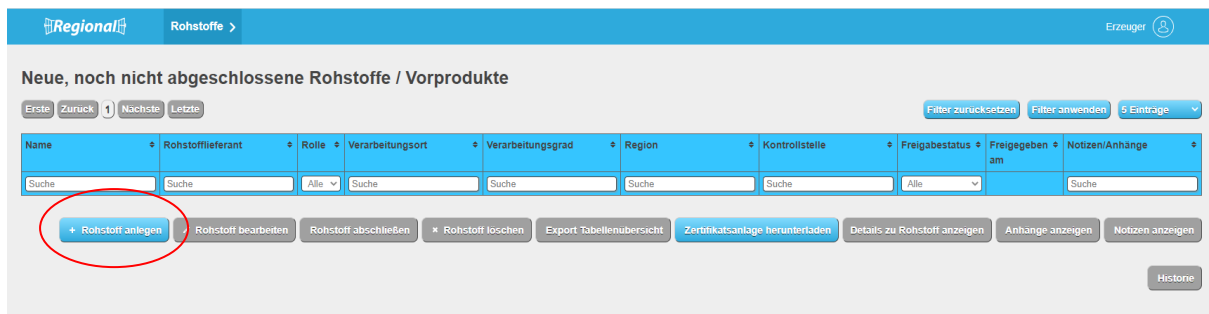 Regional
Rohstoffe >
Erzeuger
Neue, noch nicht abgeschlossene Rohstoffe / Vorprodukte
Erste Zurück 1 Nächste Letzte
Filter zurücksetzen Filter anwenden 5 Einträge
Name Rohstofflieferant Rolle Verarbeitungsort Verarbeitungsgrad Region Kontrollstelle Freigabestatus Freigegeben am Notizen/Anhänge
Suche Suche Alle Suche Suche Suche Suche Alle Suche
+ Rohstoff anlegen Rohstoff bearbeiten Rohstoff abschließen × Rohstoff löschen Export Tabellenübersicht Zertifikatsanlage herunterladen Details zu Rohstoff anzeigen Anhänge anzeigen Notizen anzeigen
Historie